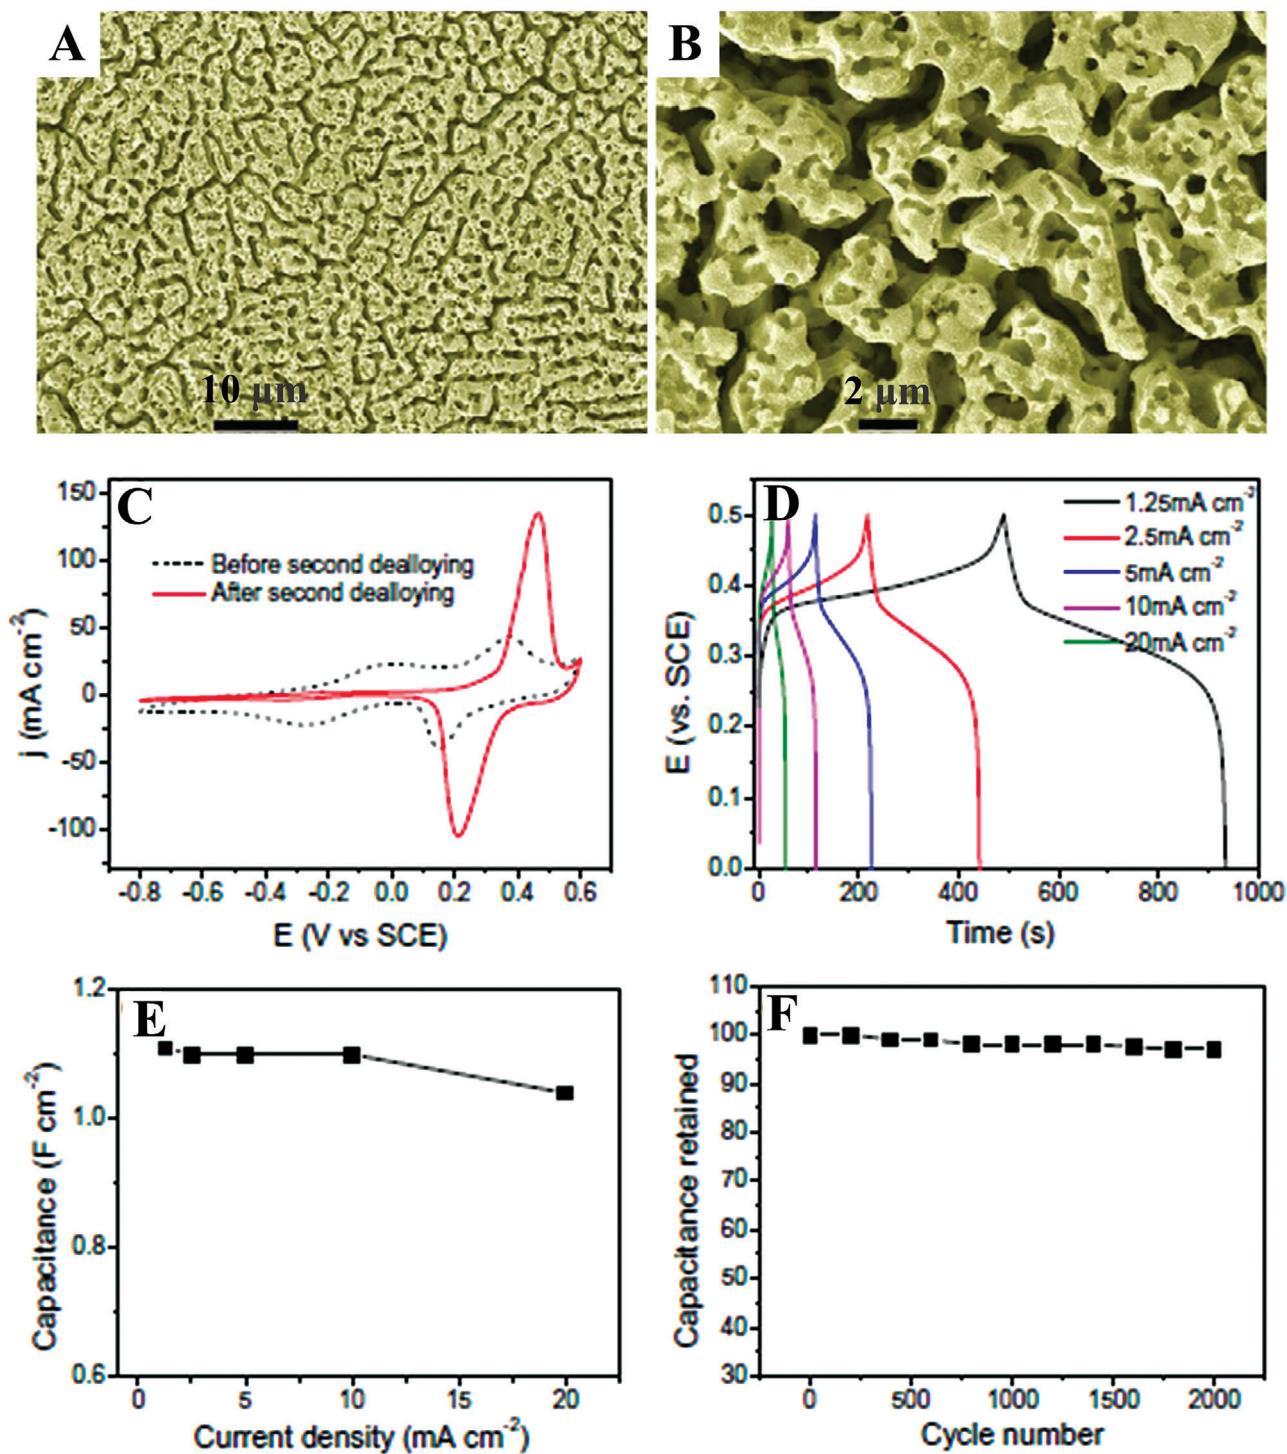 A
10 μm
B
2 μm
C
150
100
50
0
-50
-100
j (mA cm-2)
Before second dealloying
After second dealloying
-0.8
-0.6
-0.4
-0.2
0.0
0.2
0.4
0.6
E (V vs SCE)
D
0.5
0.4
0.3
0.2
0.1
0.0
E (vs. SCE)
1.25mA cm-2
2.5mA cm-2
5mA cm-2
10mA cm-2
20mA cm-2
0
200
400
600
800
1000
Time (s)
E
1.2
1.0
0.8
0.6
Capacitance (F cm-2)
0
5
10
15
20
Current density (mA cm-2)
F
110
100
90
80
70
60
50
40
30
Capacitance retained
0
500
1000
1500
2000
Cycle number